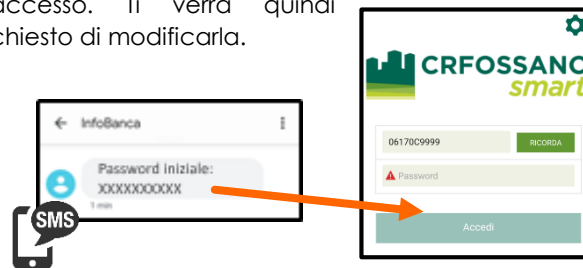 accesso. Ti verrà quindi
chiesto di modificarla.
InfoBanca
Password iniziale:
XXXXXXXXXX
1 min
SMS
CRFOSSANO
smart
06170C9999
RICORDA
Password
Accedi